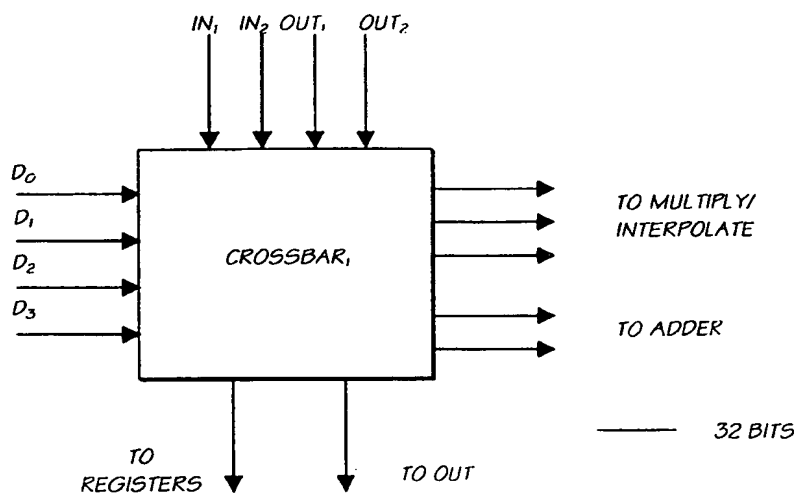 IN₁ IN₂ OUT₁ OUT₂
D₀
D₁
D₂
D₃
CROSSBAR₁
TO MULTIPLY/
INTERPOLATE
TO ADDER
32 BITS
TO
REGISTERS
TO OUT